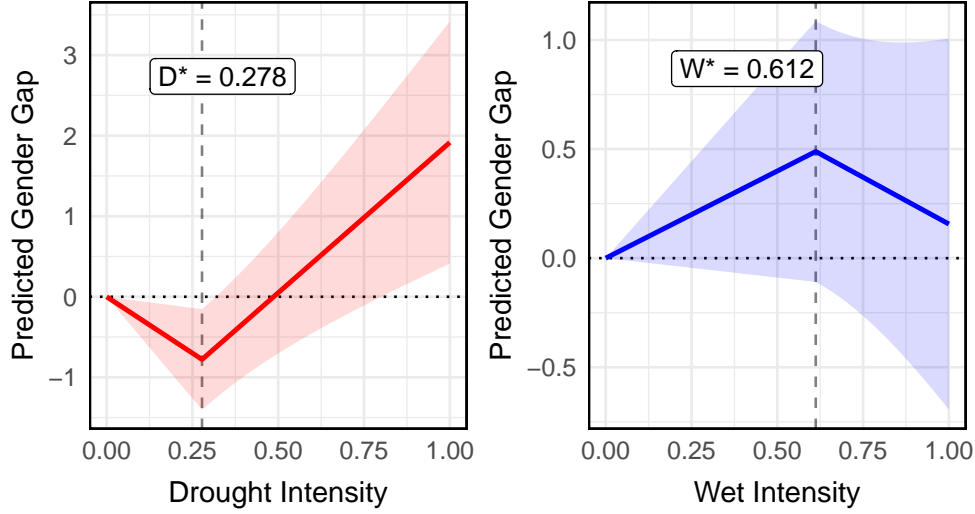 Predicted Gender Gap
3
2
1
0
−1
D* = 0.278
0.00 0.25 0.50 0.75 1.00
Drought Intensity
Predicted Gender Gap
1.0
0.5
0.0
−0.5
W* = 0.612
0.00 0.25 0.50 0.75 1.00
Wet Intensity